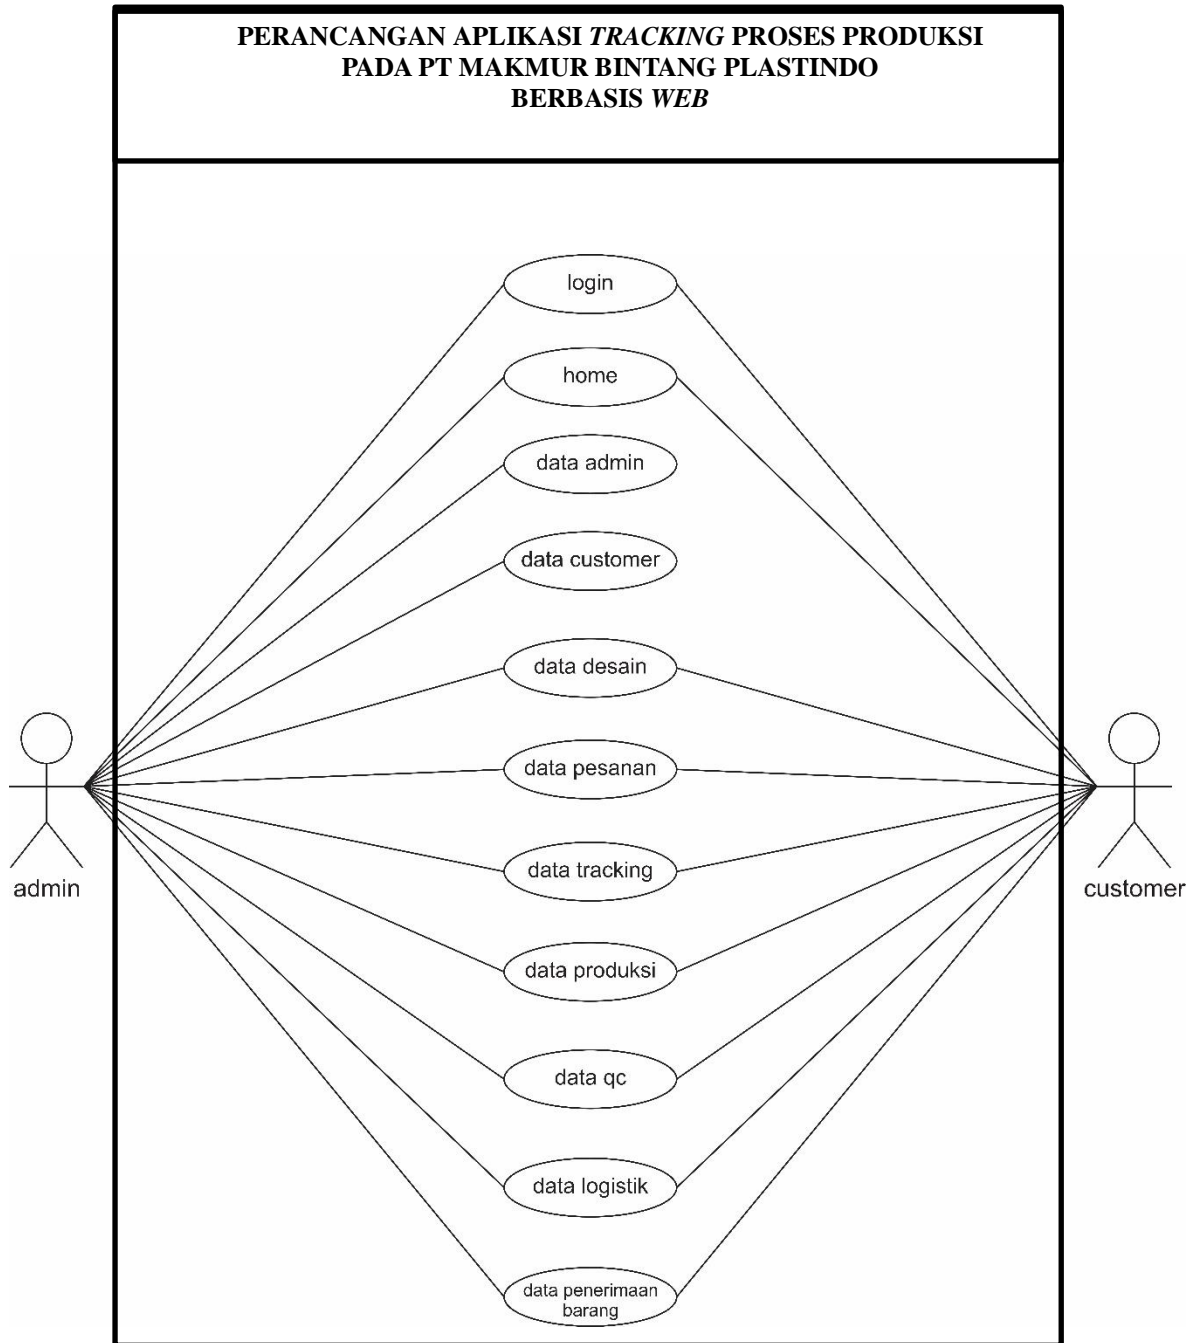 PERANCANGAN APLIKASI TRACKING PROSES PRODUKSI
PADA PT MAKMUR BINTANG PLASTINDO
BERBASIS WEB
login
home
data admin
data customer
data desain
data pesanan
data tracking
data produksi
data qc
data logistik
data penerimaan
barang
admin
customer